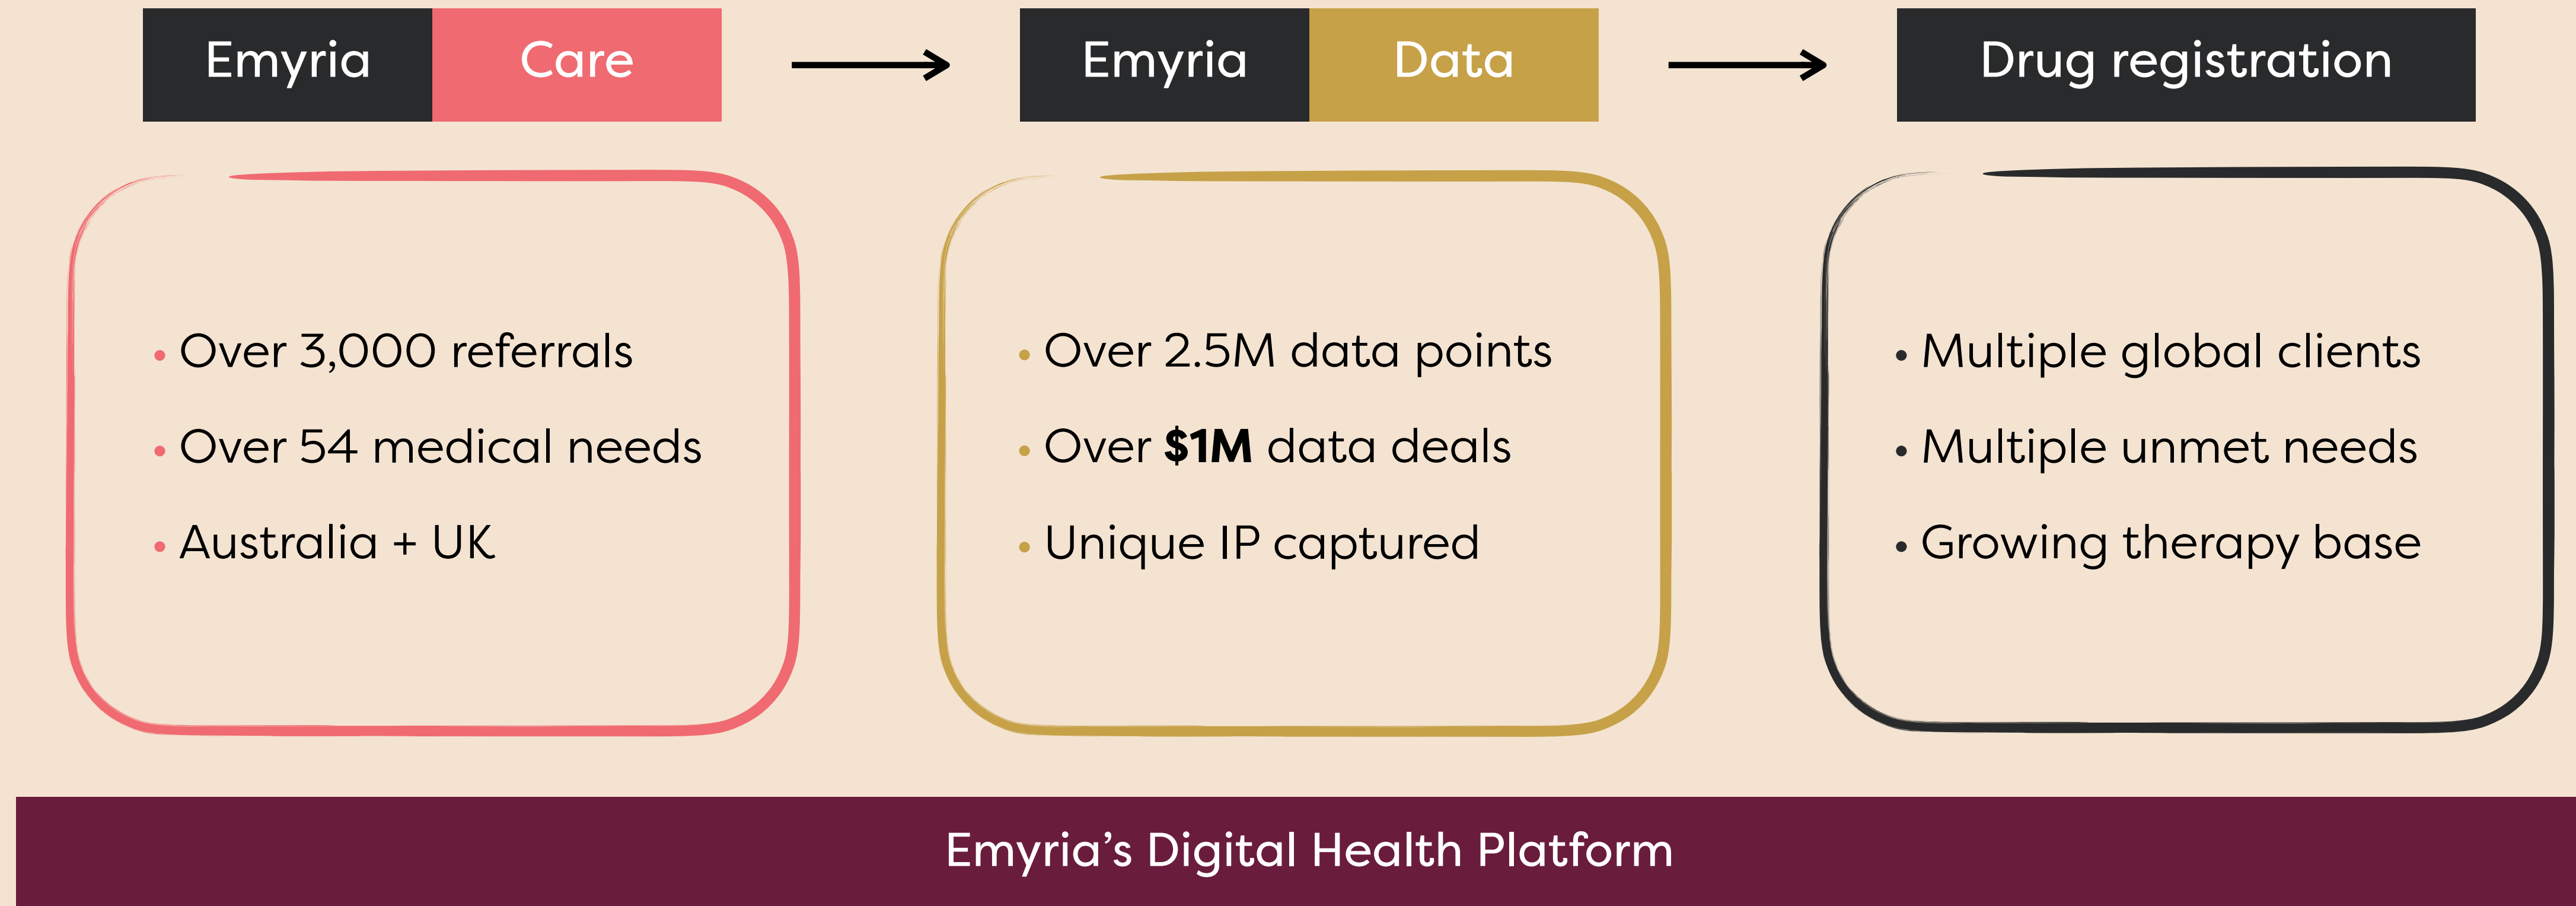 Emyria Care
Emyria Data
Drug registration
• Over 3,000 referrals
• Over 54 medical needs
• Australia + UK
• Over 2.5M data points
• Over $1M data deals
• Unique IP captured
• Multiple global clients
• Multiple unmet needs
• Growing therapy base
Emyria’s Digital Health Platform